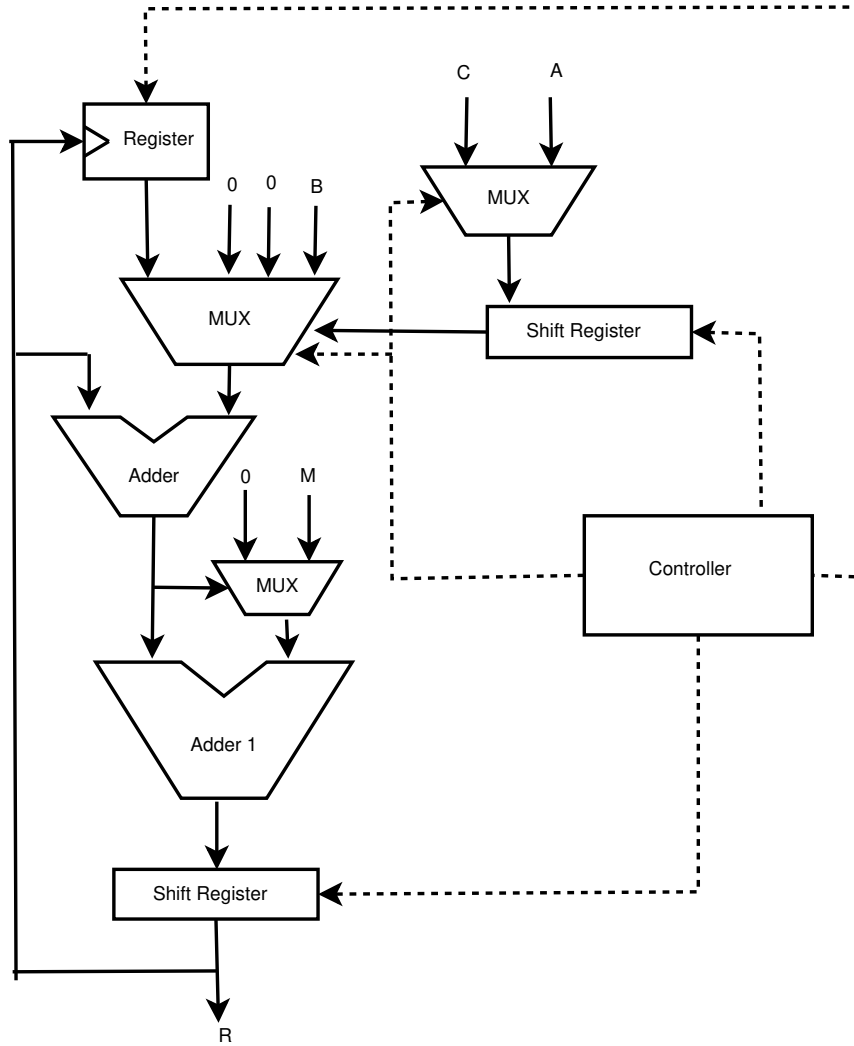 C A
Register
MUX
0 0 B
MUX
Shift Register
Adder
0 M
MUX
Controller
Adder 1
Shift Register
R